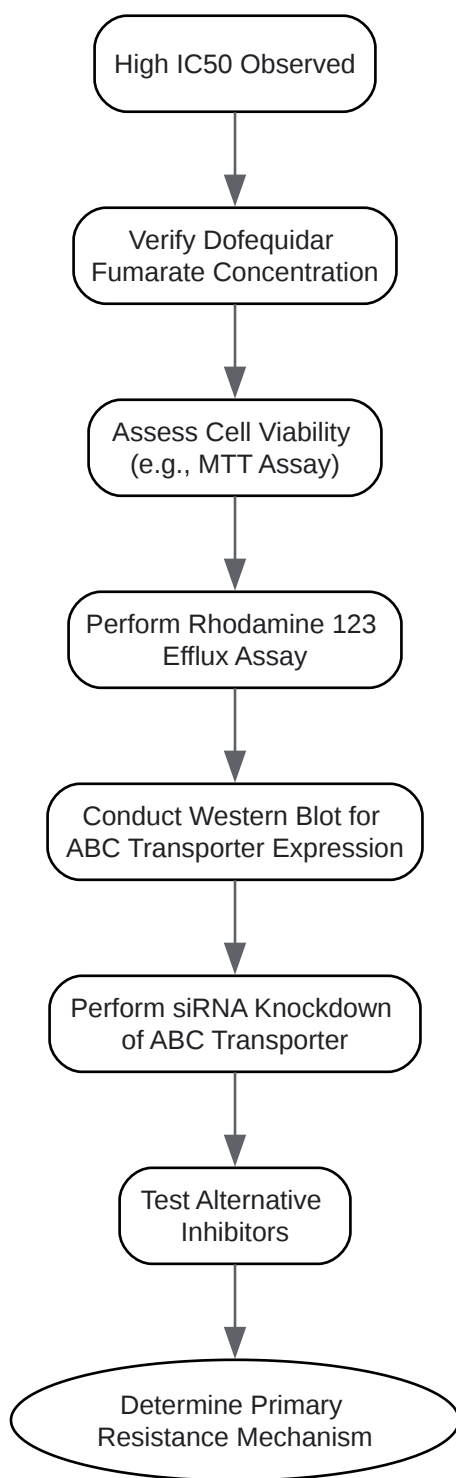 High IC50 Observed
Verify Dofequidar
Fumarate Concentration
Assess Cell Viability
(e.g., MTT Assay)
Perform Rhodamine 123
Efflux Assay
Conduct Western Blot for
ABC Transporter Expression
Perform siRNA Knockdown
of ABC Transporter
Test Alternative
Inhibitors
Determine Primary
Resistance Mechanism